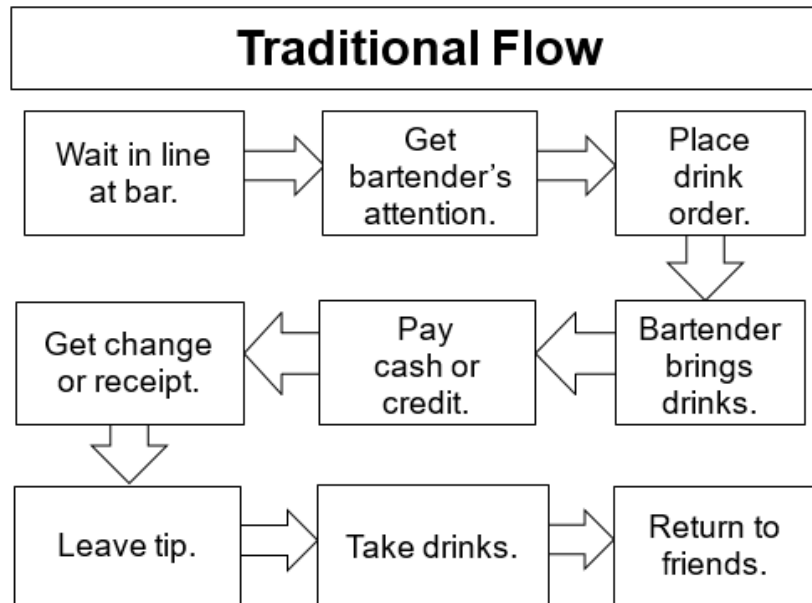 Traditional Flow
Wait in line
at bar.
Get
bartender’s
attention.
Place
drink
order.
Bartender
brings
drinks.
Pay
cash or
credit.
Get change
or receipt.
Leave tip.
Take drinks.
Return to
friends.